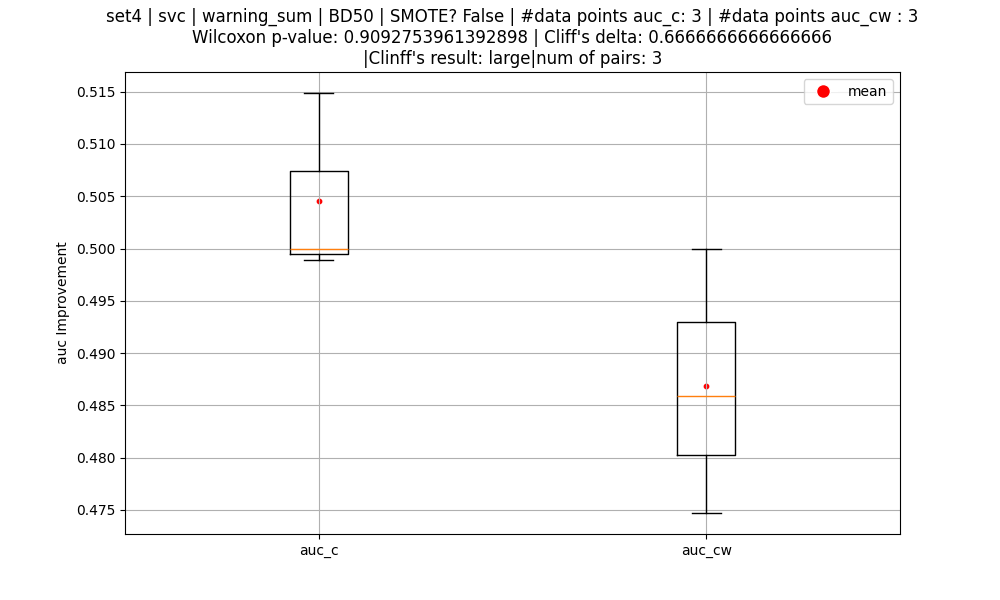 set4 | svc | warning_sum | BD50 | SMOTE? False | #data points auc_c: 3 | #data points auc_cw : 3
Wilcoxon p-value: 0.9092753961392898 | Cliff's delta: 0.6666666666666666
|Clinff's result: large|num of pairs: 3
mean
0.515
0.510
0.505
0.500
0.495
0.490
0.485
0.480
0.475
auc Improvement
auc_c
auc_cw